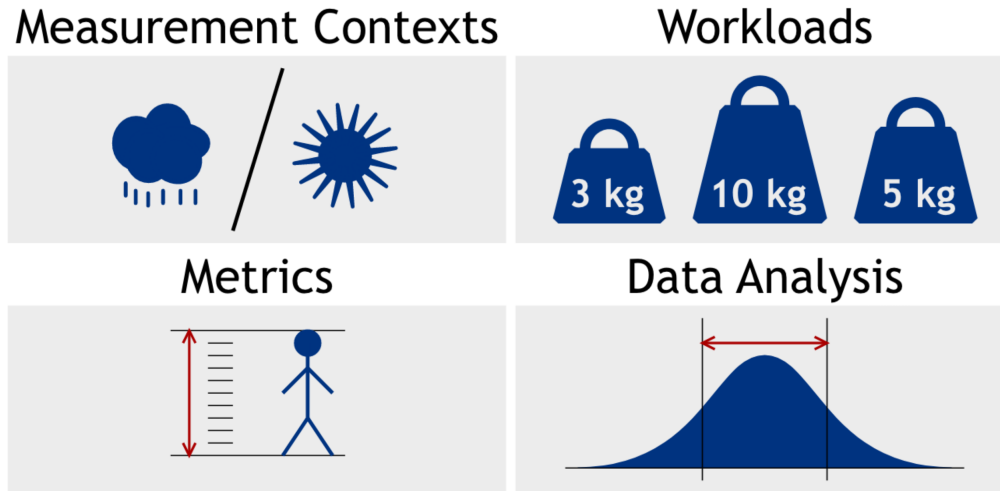 Measurement Contexts
Workloads
3 kg
10 kg
5 kg
Metrics
Data Analysis